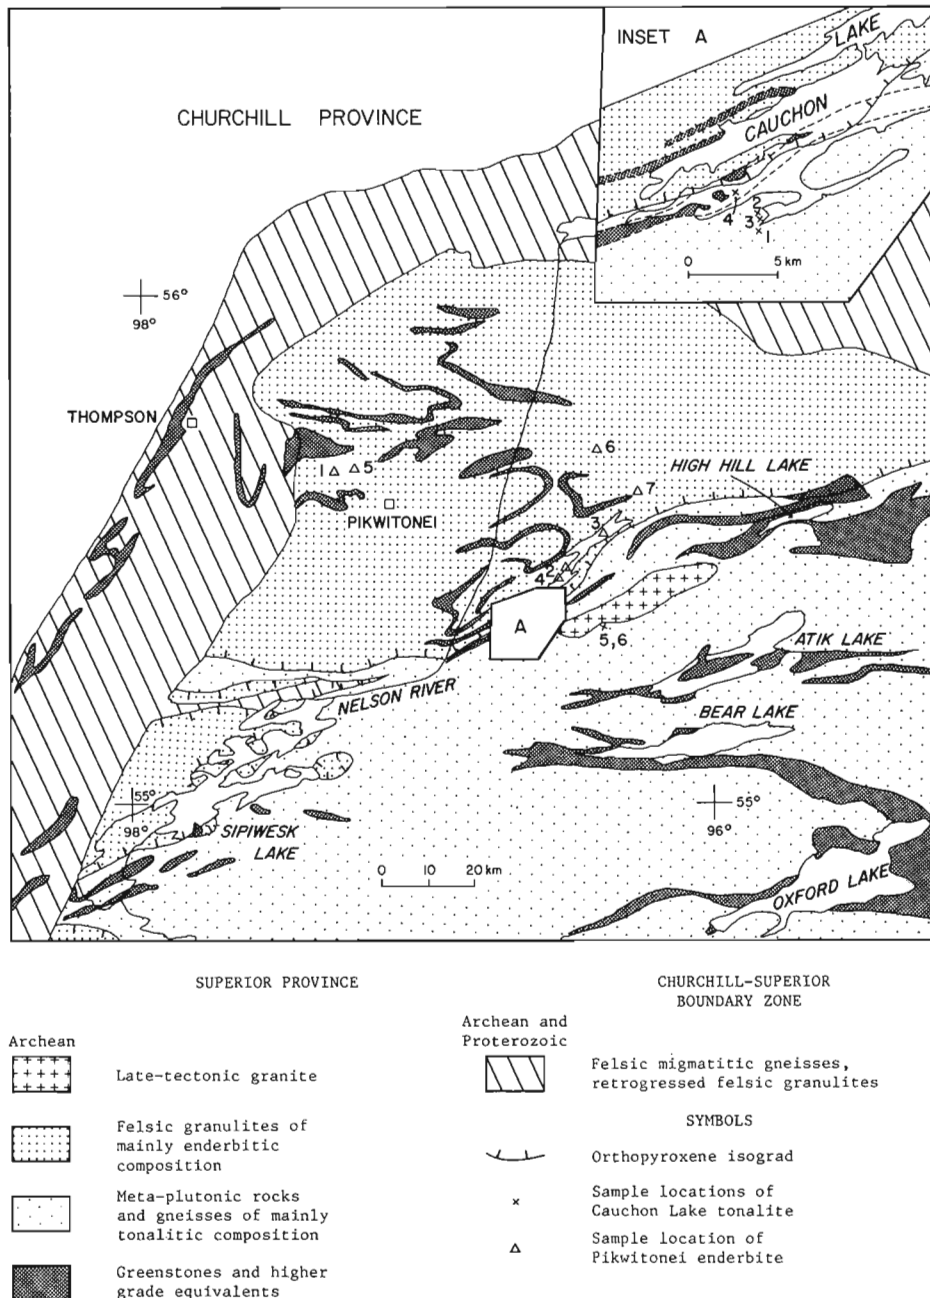 INSET A
LAKE
CAUCHON
CHURCHILL PROVINCE
4
2
3
1
0 5 km
56°
98°
THOMPSON
1
5
6
HIGH HILL LAKE
7
PIKWITONEI
3
2
4
A
5,6
ATIK LAKE
NELSON RIVER
BEAR LAKE
55°
98°
55°
96°
SIPIWESK
LAKE
0 10 20 km
OXFORD LAKE
SUPERIOR PROVINCE
Archean
Late-tectonic granite
Felsic granulites of
mainly enderbitic
composition
Meta-plutonic rocks
and gneisses of mainly
tonalitic composition
Greenstones and higher
grade equivalents
CHURCHILL-SUPERIOR
BOUNDARY ZONE
Archean and
Proterozoic
Felsic migmatitic gneisses,
retrogressed felsic granulites
SYMBOLS
Orthopyroxene isograd
Sample locations of
Cauchon Lake tonalite
Sample location of
Pikwitonei enderbite